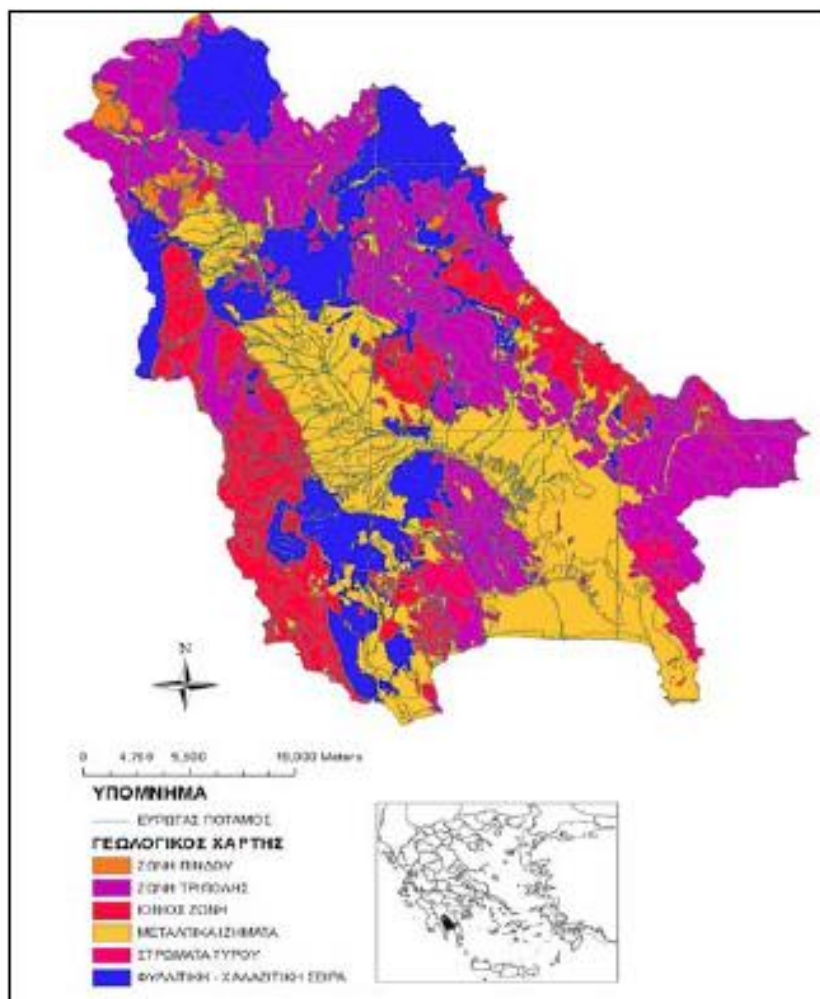 N
0 4,750 9,500 19,000 Meters
ΥΠΟΜΝΗΜΑ
ΕΥΡΩΤΑΣ ΠΟΤΑΜΟΣ
ΓΕΩΛΟΓΙΚΟΣ ΧΑΡΤΗΣ
ΖΩΝΗ ΠΙΝΔΟΥ
ΖΩΝΗ ΤΡΙΠΟΛΗΣ
ΙΟΝΙΟΣ ΖΩΝΗ
ΜΕΤΑΛΠΙΚΑ ΙΖΗΜΑΤΑ
ΣΤΡΩΜΑΤΑ ΤΥΡΟΥ
ΦΥΛΛΙΤΙΚΗ - ΧΑΛΑΖΙΤΙΚΗ ΣΕΙΡΑ